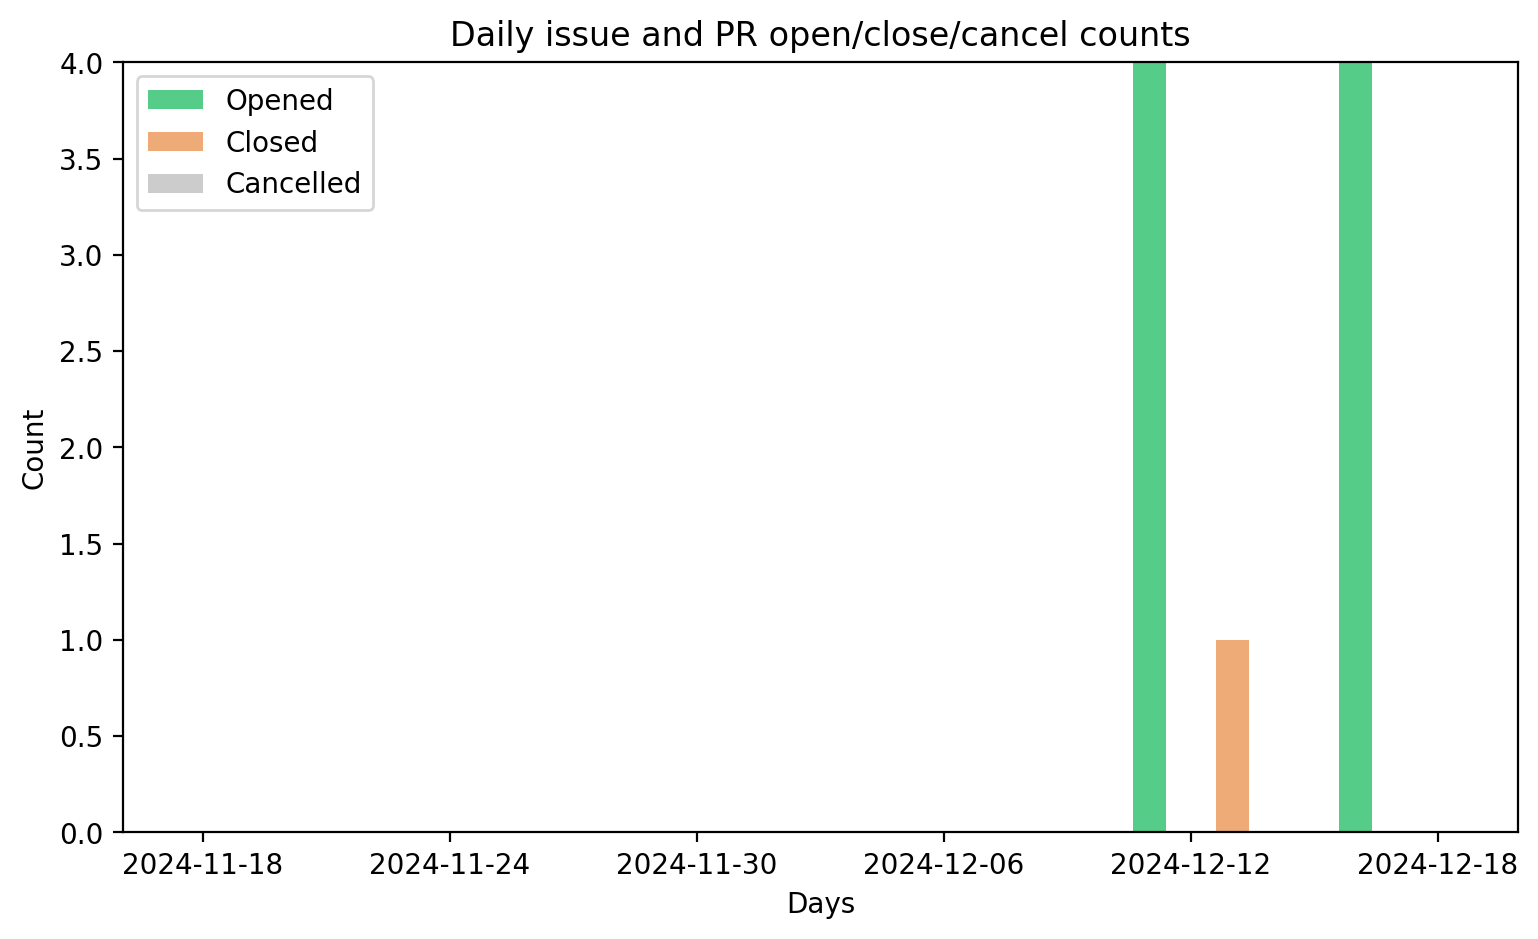 Daily issue and PR open/close/cancel counts
4.0
3.5
3.0
2.5
2.0
1.5
1.0
0.5
0.0
Count
Opened
Closed
Cancelled
2024-11-18 2024-11-24 2024-11-30 2024-12-06 2024-12-12 2024-12-18
Days